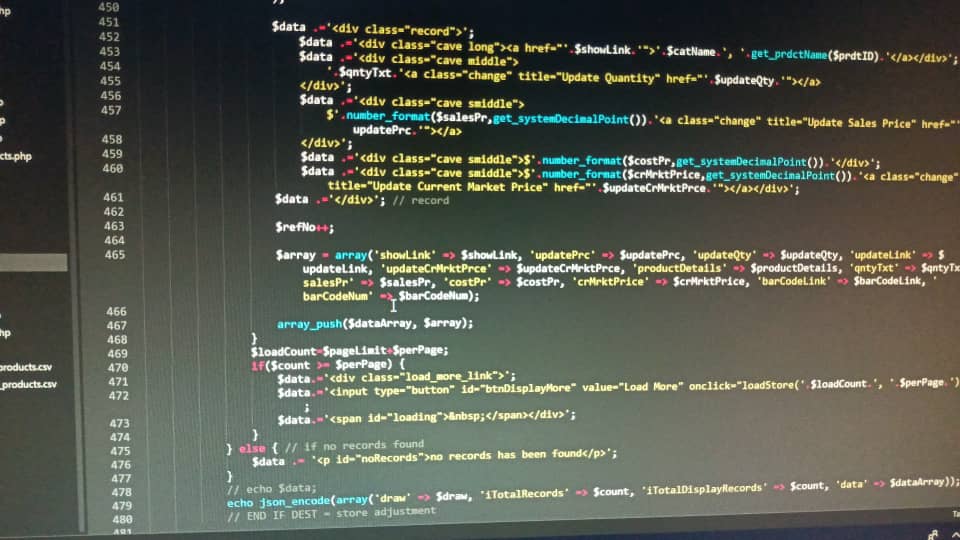 hp
450 );
451
452 $data .='<div class="record">';
453 $data .='<div class="cave long"><a href="'.$showLink.'">'.$catName.', '.get_prdctName($prdtID).'</a></div>';
454 $data .='<div class="cave middle">
455 '.$qntyTxt.'<a class="change" title="Update Quantity" href="'.$updateQty.'"></a>
</div>';
456 $data .='<div class="cave smiddle">
457 $'.number_format($salesPr,get_systemDecimalPoint()).'<a class="change" title="Update Sales Price" href="'
updatePrc.'"></a>
458 </div>';
459 $data .='<div class="cave smiddle">$'.number_format($costPr,get_systemDecimalPoint()).'</div>';
cts.php
460 $data .='<div class="cave smiddle">$'.number_format($crMrktPrice,get_systemDecimalPoint()).'<a class="change"
title="Update Current Market Price" href="'.$updateCrMrktPrce.'"></a></div>';
461 $data .='</div>'; // record
462
463 $refNo++;
464
465 $array = array('showLink' => $showLink, 'updatePrc' => $updatePrc, 'updateQty' => $updateQty, 'updateLink' => $
updateLink, 'updateCrMrktPrce' => $updateCrMrktPrce, 'productDetails' => $productDetails, 'qntyTxt' => $qntyTx
salesPr' => $salesPr, 'costPr' => $costPr, 'crMrktPrice' => $crMrktPrice, 'barCodeLink' => $barCodeLink, '
barCodeNum' => $barCodeNum);
466
467 array_push($dataArray, $array);
hp
468 }
469 $loadCount=$pageLimit+$perPage;
470 if($count >= $perPage) {
products.csv
471 $data.='<div class="load_more_link">';
_products.csv
472 $data.='<input type="button" id="btnDisplayMore" value="Load More" onclick="loadStore('.$loadCount.', '.$perPage.')
;
473 $data.='<span id="loading">&nbsp;</span></div>';
474 }
475 } else { // if no records found
476 $data .= '<p id="noRecords">no records has been found</p>';
477 }
478 // echo $data;
479 echo json_encode(array('draw' => $draw, 'iTotalRecords' => $count, 'iTotalDisplayRecords' => $count, 'data' => $dataArray));
480 // END IF DEST = store adjustment
481
Ta